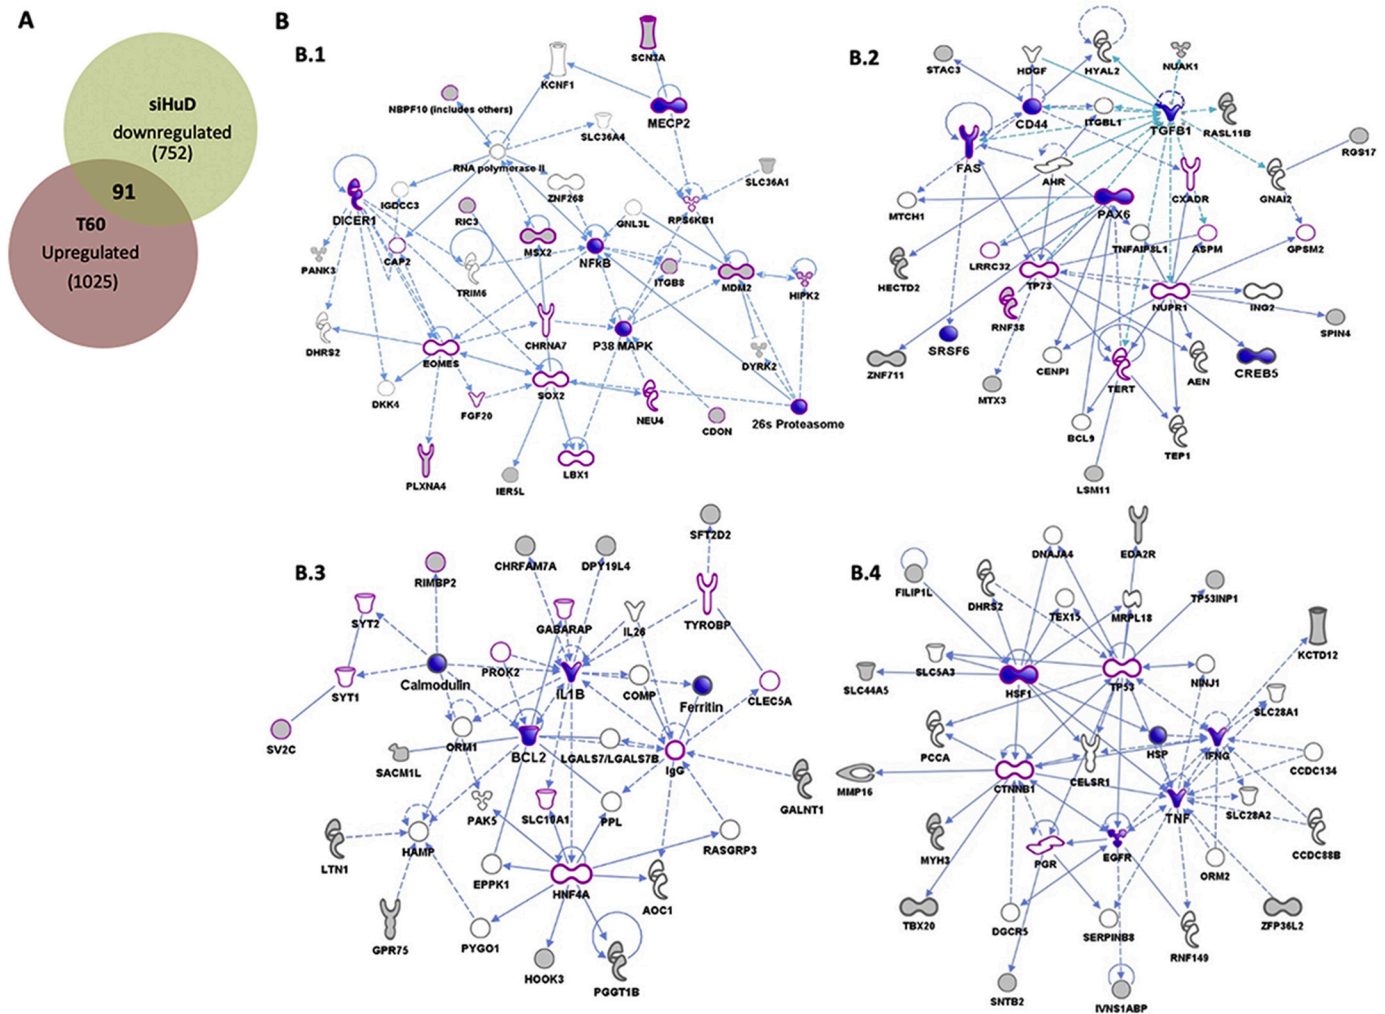 A
siHuD
downregulated
(752)
91
T60
Upregulated
(1025)
B
B.1
SCN3A
KCNF1
NBPF10 (includes others)
MECP2
SLC36A4
RNA polymerase II
SLC36A1
ZNF268
DICER1
IGDCC3
RIC3
GNL3L
RPS6KB1
MSX2
CAP2
NFkB
PANK3
ITGB8
MDM2
TRIM6
HIPK2
DHRS2
CHRNA7
P38 MAPK
EOMES
DYRK2
DKK4
SOX2
FGF20
NEU4
CDON
26s Proteasome
PLXNA4
IER5L
LBX1
B.2
STAC3
HDGF
HYAL2
NUAK1
CD44
ITGBL1
TGFB1
RASL11B
RGS17
FAS
AHR
GNAI2
MTCH1
PAX6
CXADR
TNFAIP8L1
ASPM
GPSM2
LRRC32
HECTD2
TP73
NUPR1
ING2
RNF38
SPIN4
SRSF6
ZNF711
CENPI
AEN
CREB5
TERT
MTX3
BCL9
TEP1
LSM11
B.3
SFT2D2
CHRFAM7A
DPY19L4
RIMBP2
SYT2
GABARAP
IL26
TYROBP
PROK2
Calmodulin
IL1B
SYT1
COMP
Ferritin
CLEC5A
SV2C
ORM1
BCL2
LGALS7/LGALS7B
IgG
SACM1L
GALNT1
PAK5
SLC10A1
PPL
HAMP
RASGRP3
LTN1
EPPK1
HNF4A
AOC1
GPR75
PYGO1
HOOK3
PGGT1B
B.4
DNAJA4
EDA2R
FILIP1L
DHRS2
TEX15
MRPL18
TP53INP1
KCTD12
SLC5A3
SLC44A5
HSF1
TP53
NINJ1
SLC28A1
PCCA
HSP
IFNG
CCDC134
MMP16
CTNNB1
CELSR1
TNF
SLC28A2
MYH3
PGR
EGFR
CCDC88B
ORM2
TBX20
DGCR5
SERPINB8
ZFP36L2
RNF149
SNTB2
IVNS1ABP